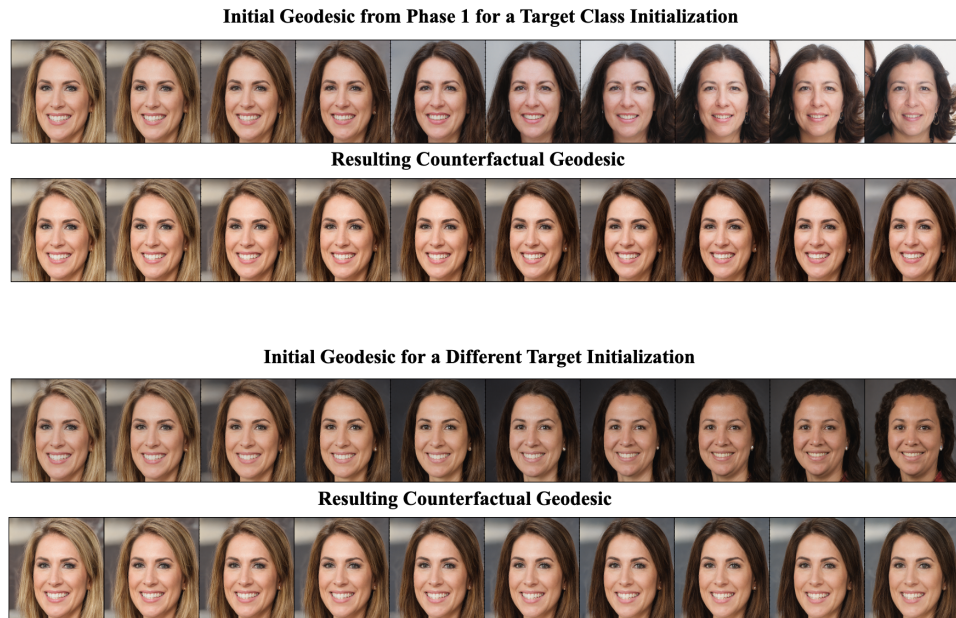 Initial Geodesic from Phase 1 for a Target Class Initialization
Resulting Counterfactual Geodesic
Initial Geodesic for a Different Target Initialization
Resulting Counterfactual Geodesic